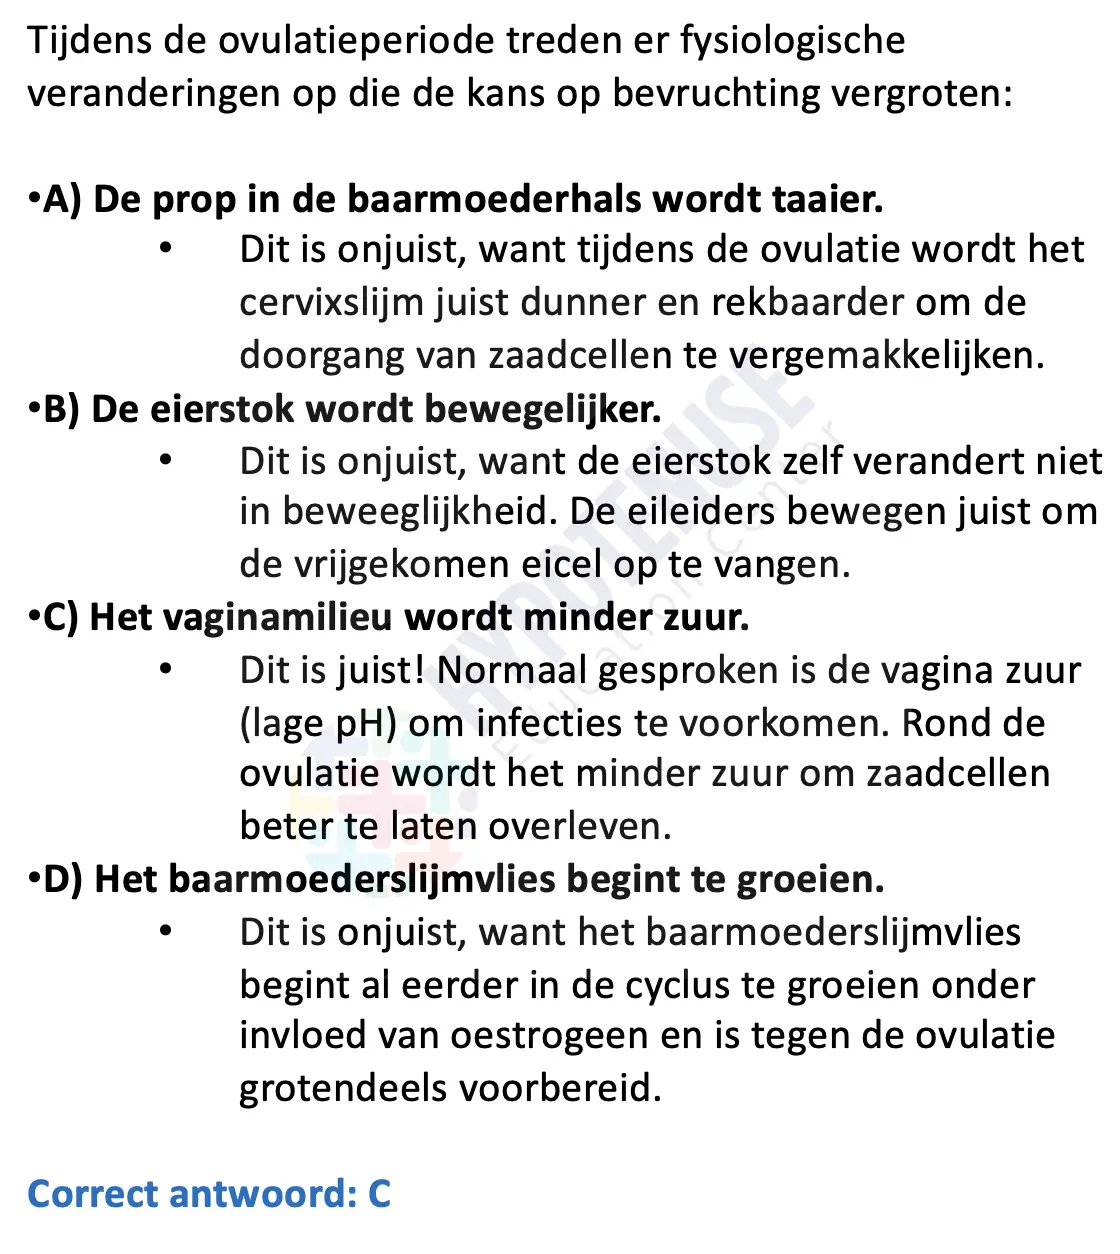 Tijdens de ovulatieperiode treden er fysiologische
veranderingen op die de kans op bevruchting vergroten:
•A) De prop in de baarmoederhals wordt taaier.
• Dit is onjuist, want tijdens de ovulatie wordt het
cervixslijm juist dunner en rekbaarder om de
doorgang van zaadcellen te vergemakkelijken.
•B) De eierstok wordt bewegelijker.
• Dit is onjuist, want de eierstok zelf verandert niet
in beweeglijkheid. De eileiders bewegen juist om
de vrijgekomen eicel op te vangen.
•C) Het vaginamilieu wordt minder zuur.
• Dit is juist! Normaal gesproken is de vagina zuur
(lage pH) om infecties te voorkomen. Rond de
ovulatie wordt het minder zuur om zaadcellen
beter te laten overleven.
•D) Het baarmoederslijmvlies begint te groeien.
• Dit is onjuist, want het baarmoederslijmvlies
begint al eerder in de cyclus te groeien onder
invloed van oestrogeen en is tegen de ovulatie
grotendeels voorbereid.
Correct antwoord: C
HYPOTENUSE
Education Center